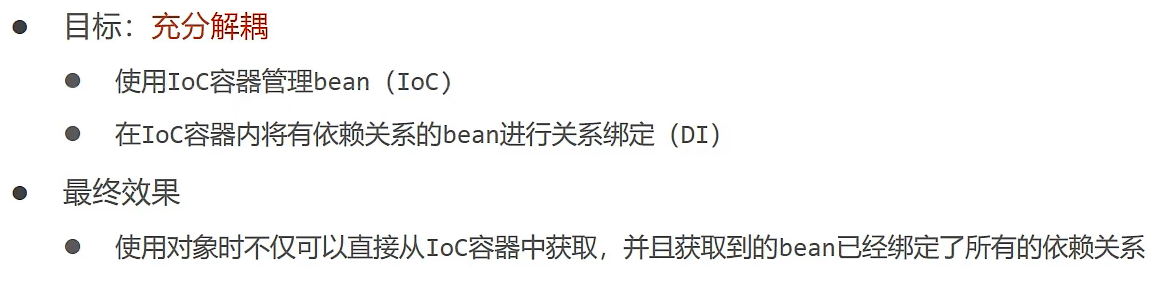 目标：充分解耦
使用IoC容器管理bean（IoC）
在IoC容器内将有依赖关系的bean进行关系绑定（DI）
最终效果
使用对象时不仅可以直接从IoC容器中获取，并且获取到的bean已经绑定了所有的依赖关系